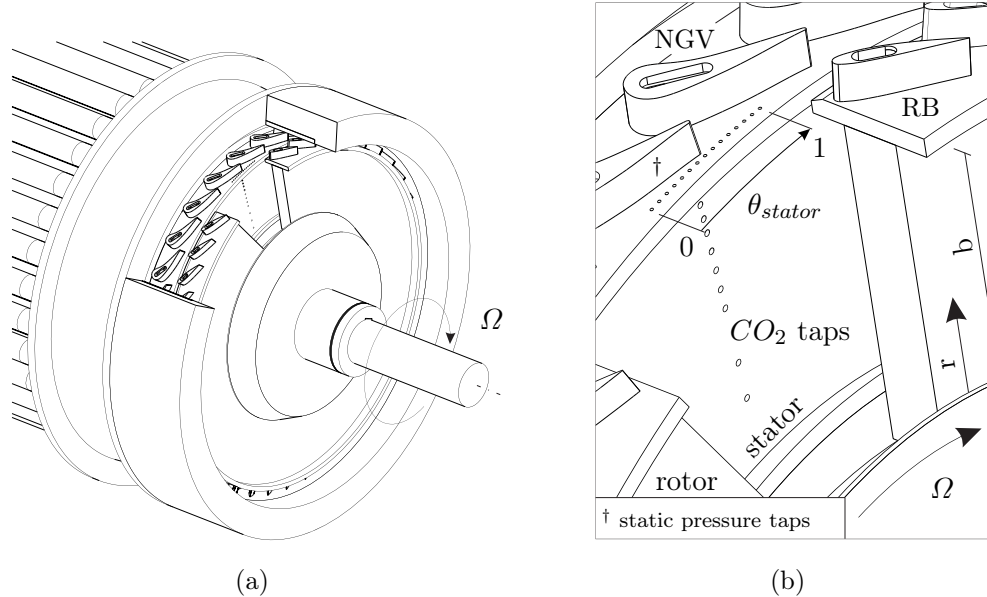 Ω
(a)
NGV
RB
†
1
θstator
0
b
CO2 taps
r
stator
rotor
Ω
† static pressure taps
(b)